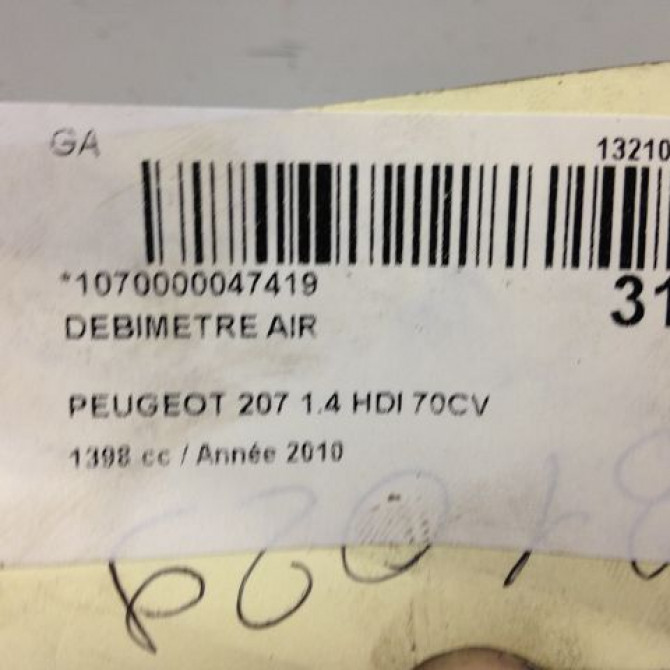 GA 13210
*1070000047419 31
DEBIMETRE AIR
PEUGEOT 207 1.4 HDI 70CV
1398 cc / Année 2010